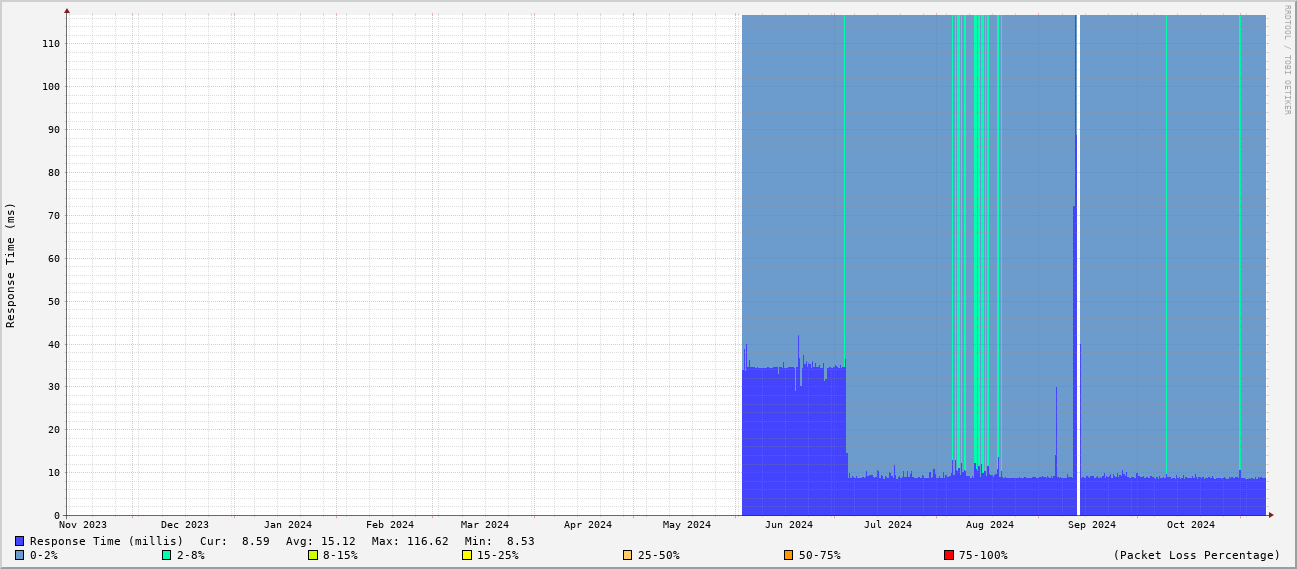 RRDTOOL / TOBI OETIKER
Response Time (ms)
110
100
90
80
70
60
50
40
30
20
10
0
Nov 2023 Dec 2023 Jan 2024 Feb 2024 Mar 2024 Apr 2024 May 2024 Jun 2024 Jul 2024 Aug 2024 Sep 2024 Oct 2024
Response Time (millis) Cur: 8.59 Avg: 15.12 Max: 116.62 Min: 8.53
0-2% 2-8% 8-15% 15-25% 25-50% 50-75% 75-100% (Packet Loss Percentage)